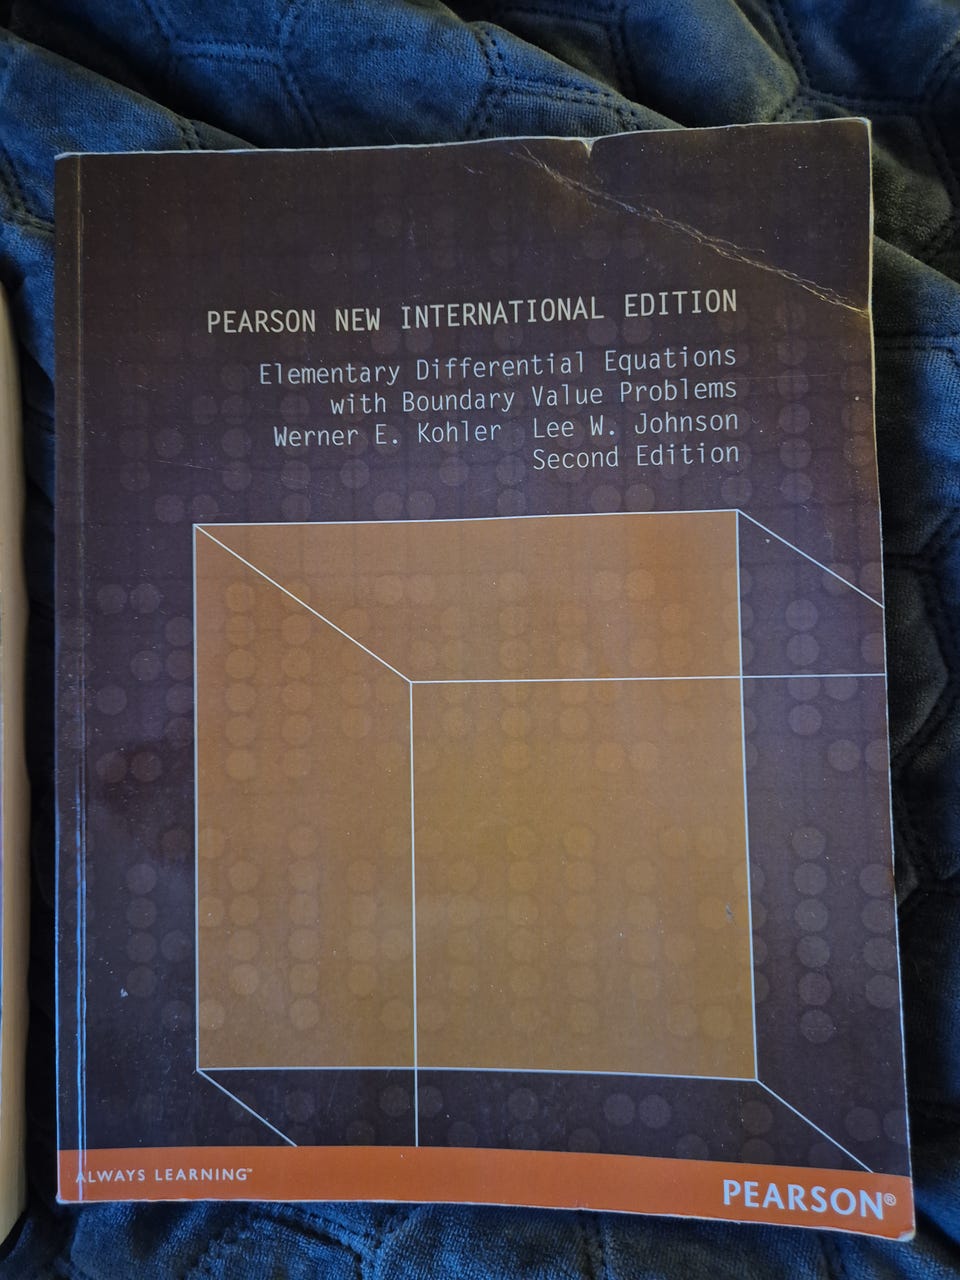 PEARSON NEW INTERNATIONAL EDITION
Elementary Differential Equations
with Boundary Value Problems
Werner E. Kohler  Lee W. Johnson
Second Edition
ALWAYS LEARNING™
PEARSON®